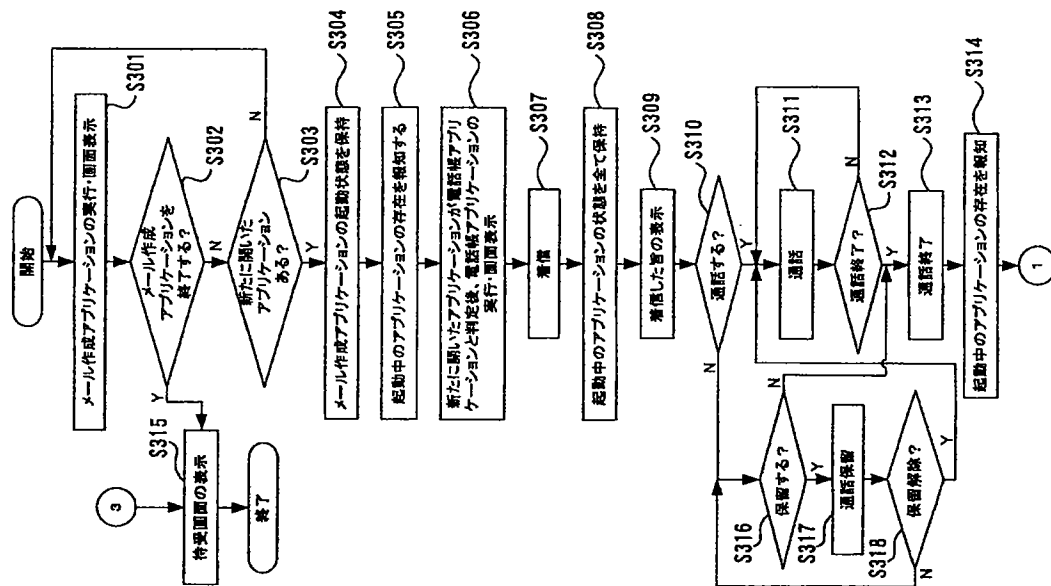 開始
メール作成アプリケーションの実行・画面表示
S301
メール作成
アプリケーションを
終了する?
S302
Y
N
新たに開いた
アプリケーション
ある?
S303
N
Y
メール作成アプリケーションの起動状態を保持
S304
起動中のアプリケーションの存在を報知する
S305
新たに開いたアプリケーションが電話帳アプリ
ケーションと判定後、電話帳アプリケーションの
実行・画面表示
S306
着信
S307
起動中のアプリケーションの状態を全て保持
S308
着信した旨の表示
S309
通話する?
S310
N
Y
通話
S311
通話終了?
S312
N
Y
通話終了
S313
起動中のアプリケーションの存在を報知
S314
1
3
待受画面の表示
S315
終了
保留する?
S316
N
Y
通話保留
S317
保留解除?
S318
N
Y